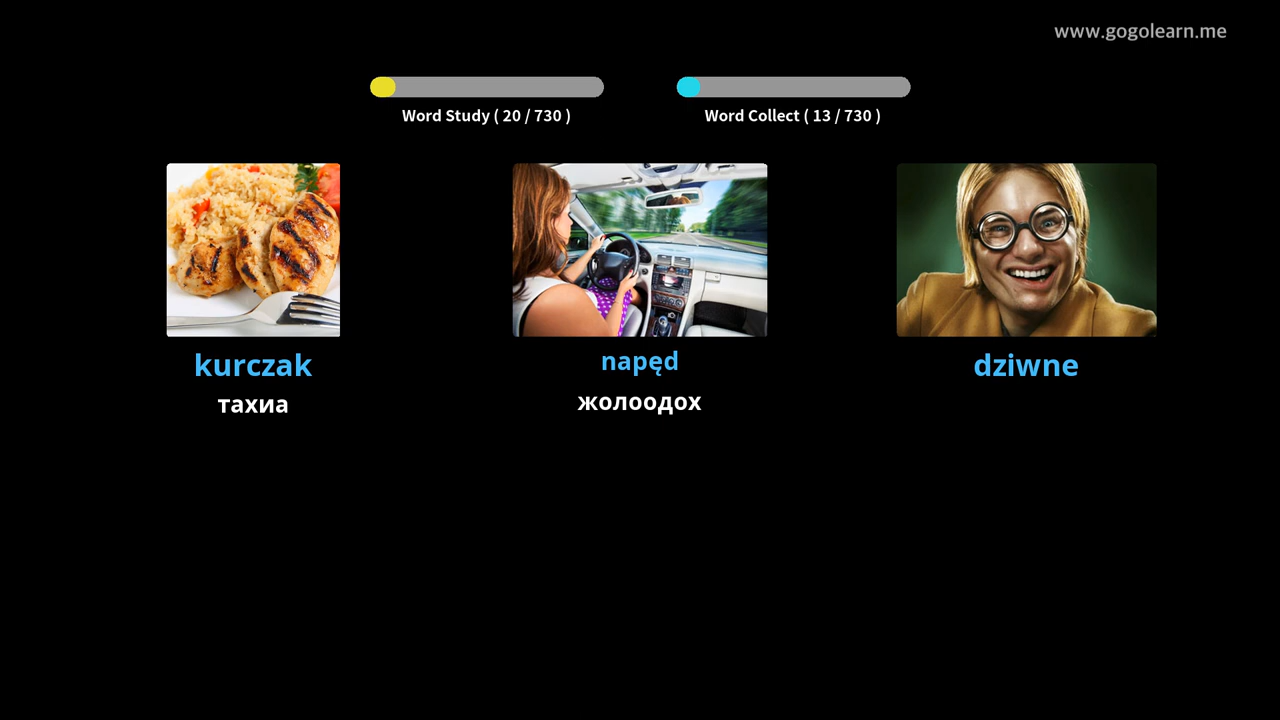 www.gogolearn.me
Word Study ( 20 / 730 )
Word Collect ( 13 / 730 )
kurczak
тахиа
napęd
жолоодох
dziwne